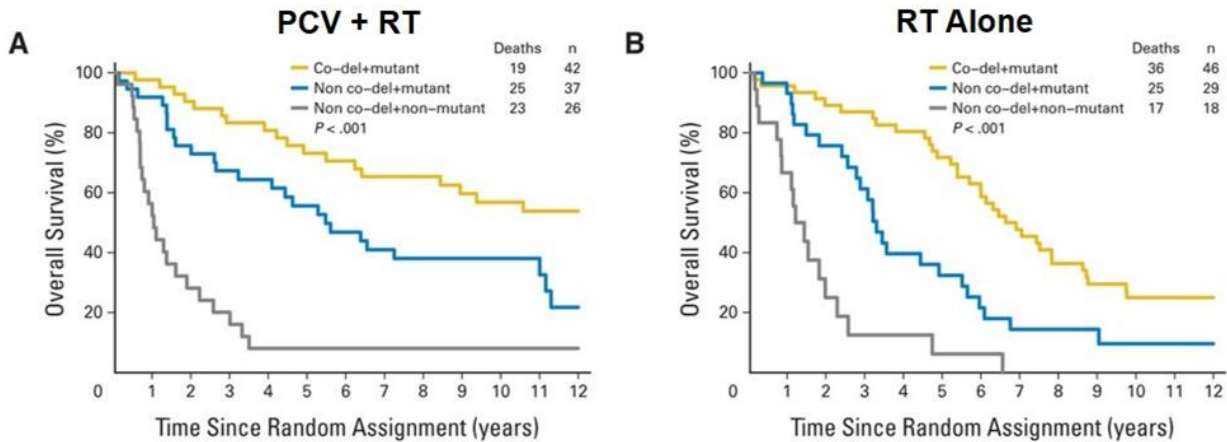 PCV + RT
A
Deaths n
Co-del+mutant 19 42
Non co-del+mutant 25 37
Non co-del+non-mutant 23 26
P < .001
Overall Survival (%)
100
80
60
40
20
0 1 2 3 4 5 6 7 8 9 10 11 12
Time Since Random Assignment (years)
RT Alone
B
Deaths n
Co-del+mutant 36 46
Non co-del+mutant 25 29
Non co-del+non-mutant 17 18
P < .001
Overall Survival (%)
100
80
60
40
20
0 1 2 3 4 5 6 7 8 9 10 11 12
Time Since Random Assignment (years)